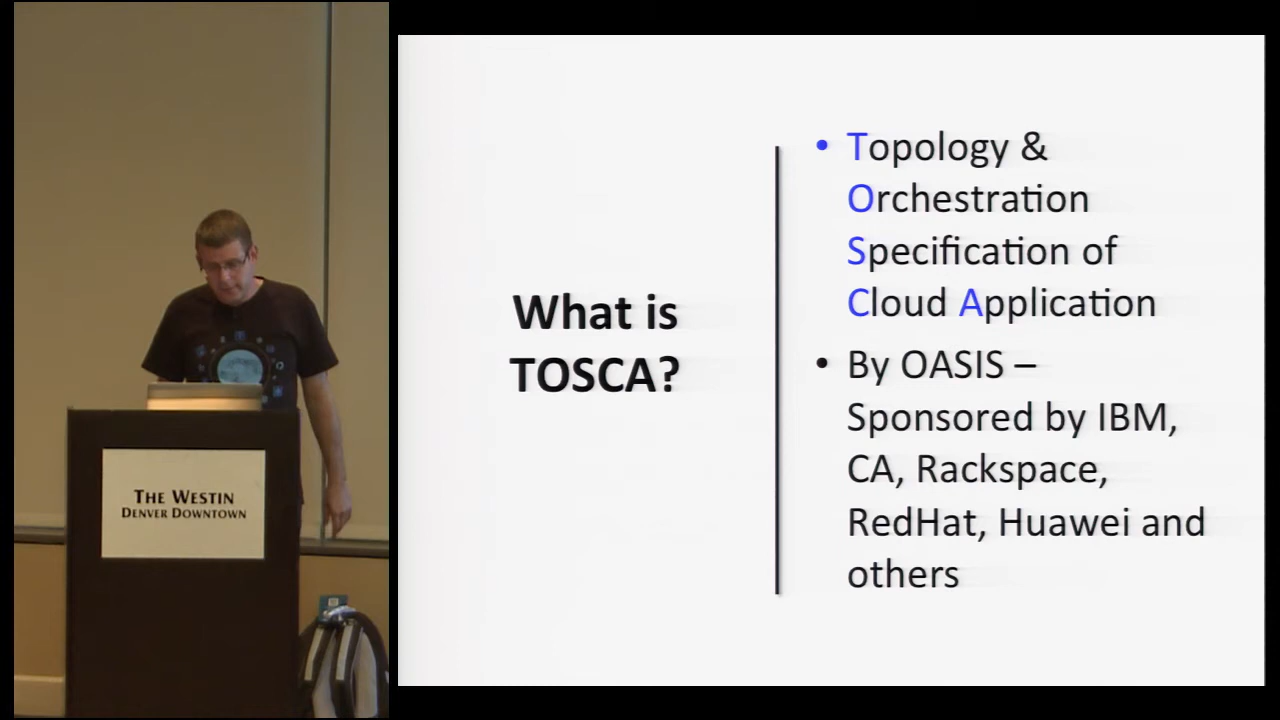 THE WESTIN
DENVER DOWNTOWN
What is
TOSCA?
• Topology &
Orchestration
Specification of
Cloud Application
• By OASIS –
Sponsored by IBM,
CA, Rackspace,
RedHat, Huawei and
others